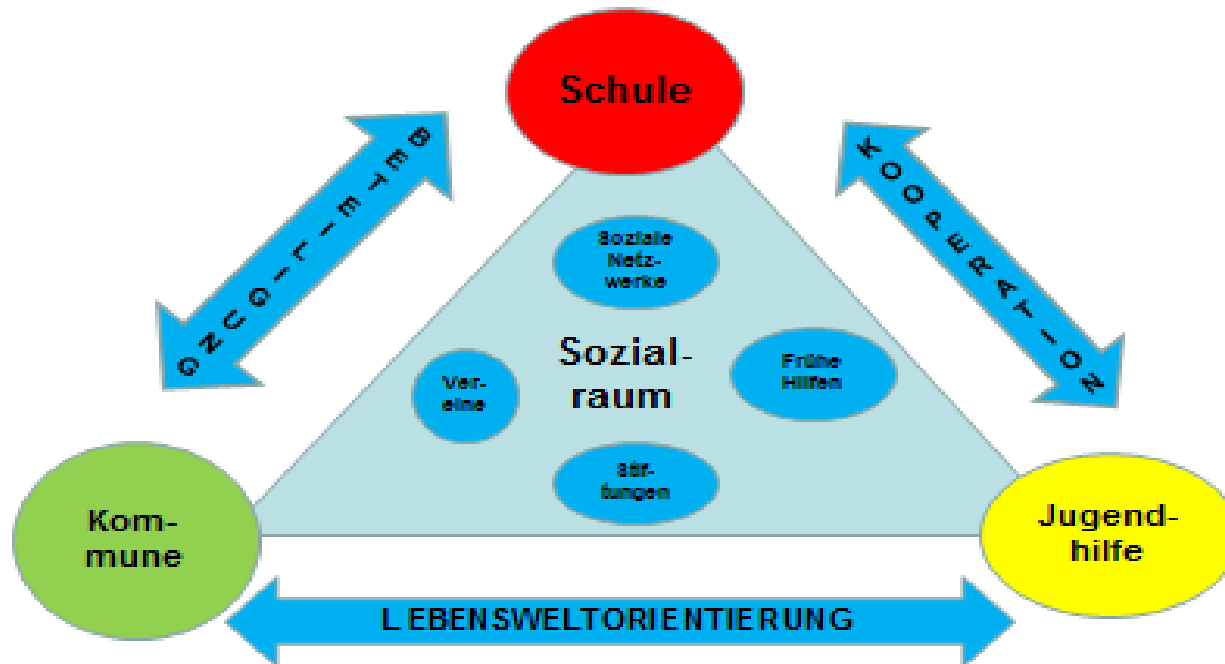 Schule
BETEILIGUNG
KOOPERATION
Soziale
Netz-
werke
Sozial-
raum
Frühe
Hilfen
Ver-
eine
Stif-
tungen
Kom-
mune
Jugend-
hilfe
LEBENSWELTORIENTIERUNG